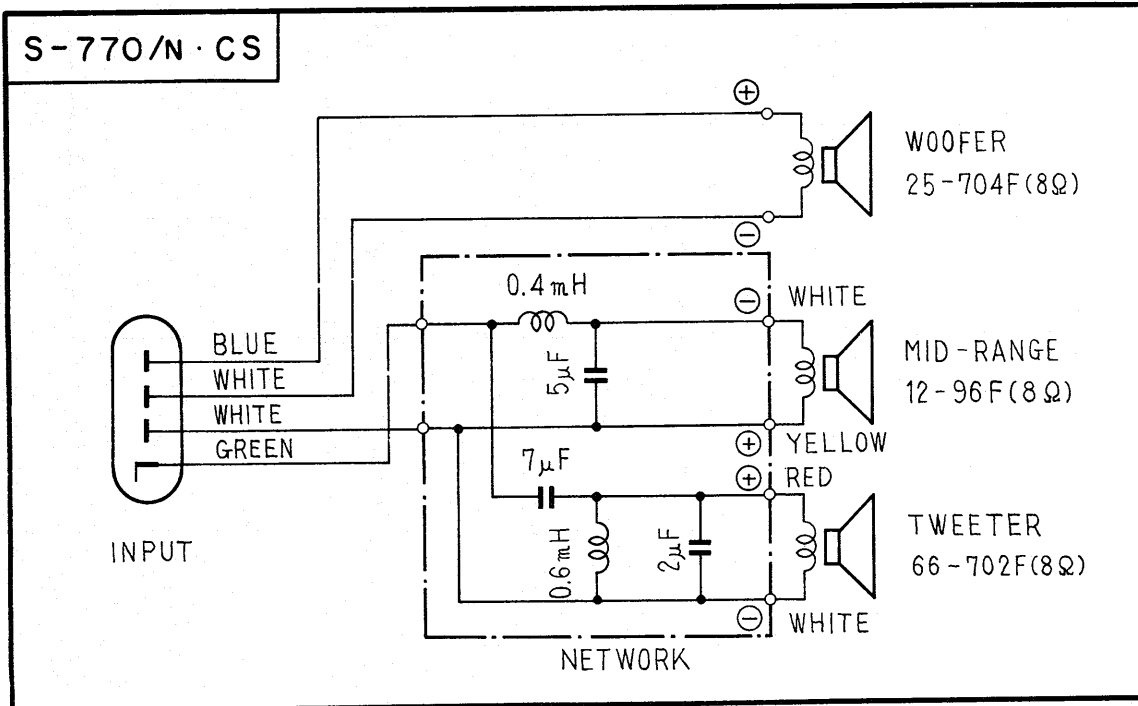 S-770/N·CS
⊕
WOOFER
25-704F(8Ω)
⊖
0.4mH
⊖ WHITE
BLUE
WHITE
WHITE
GREEN
5μF
MID-RANGE
12-96F(8Ω)
⊕ YELLOW
7μF
⊕ RED
INPUT
0.6mH
2μF
TWEETER
66-702F(8Ω)
⊖ WHITE
NETWORK